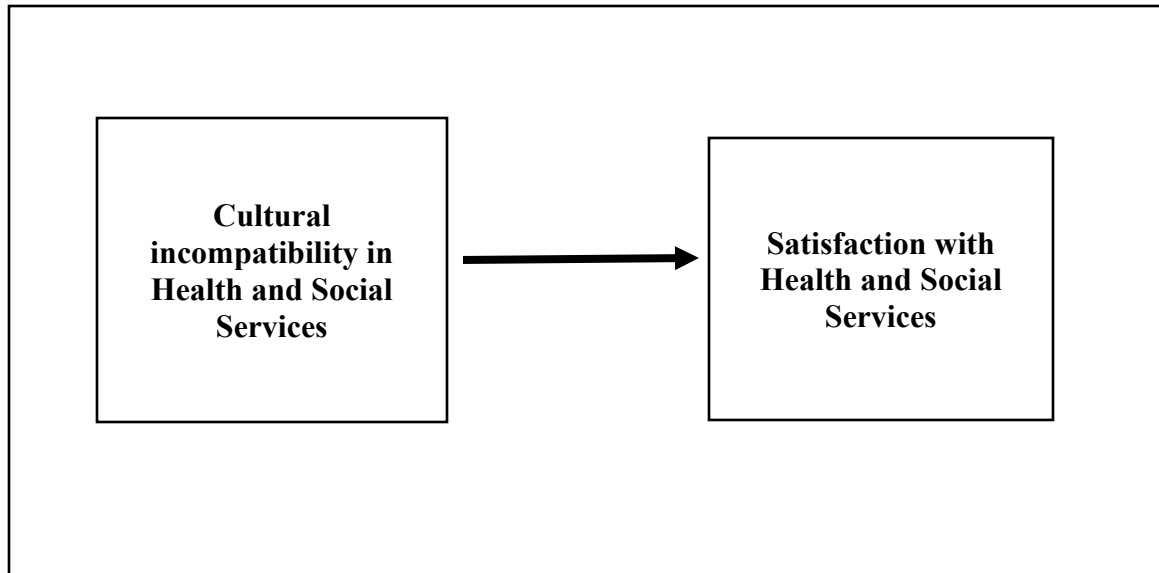 Cultural
incompatibility in
Health and Social
Services
Satisfaction with
Health and Social
Services